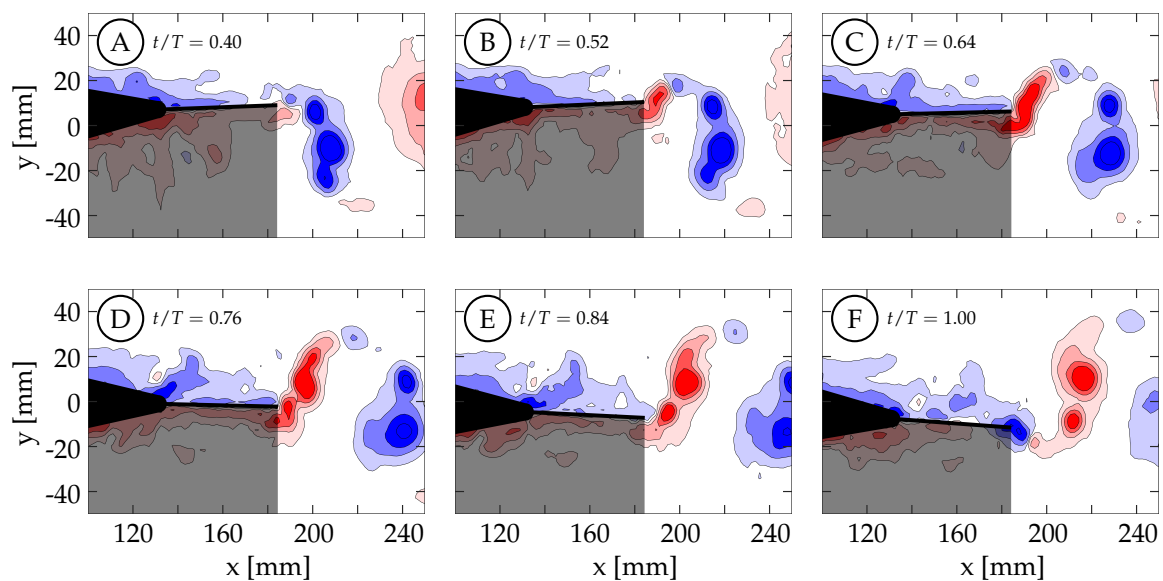 A t/T = 0.40
B t/T = 0.52
C t/T = 0.64
y [mm]
40
20
0
-20
-40
D t/T = 0.76
E t/T = 0.84
F t/T = 1.00
y [mm]
40
20
0
-20
-40
120 160 200 240
120 160 200 240
120 160 200 240
x [mm]
x [mm]
x [mm]